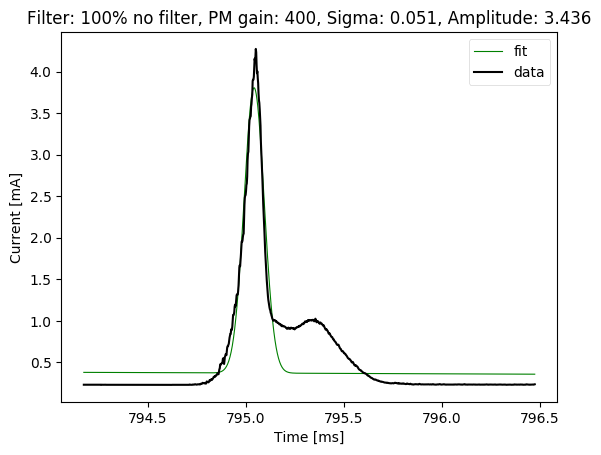 Filter: 100% no filter, PM gain: 400, Sigma: 0.051, Amplitude: 3.436
fit
data
Current [mA]
4.0
3.5
3.0
2.5
2.0
1.5
1.0
0.5
794.5 795.0 795.5 796.0 796.5
Time [ms]